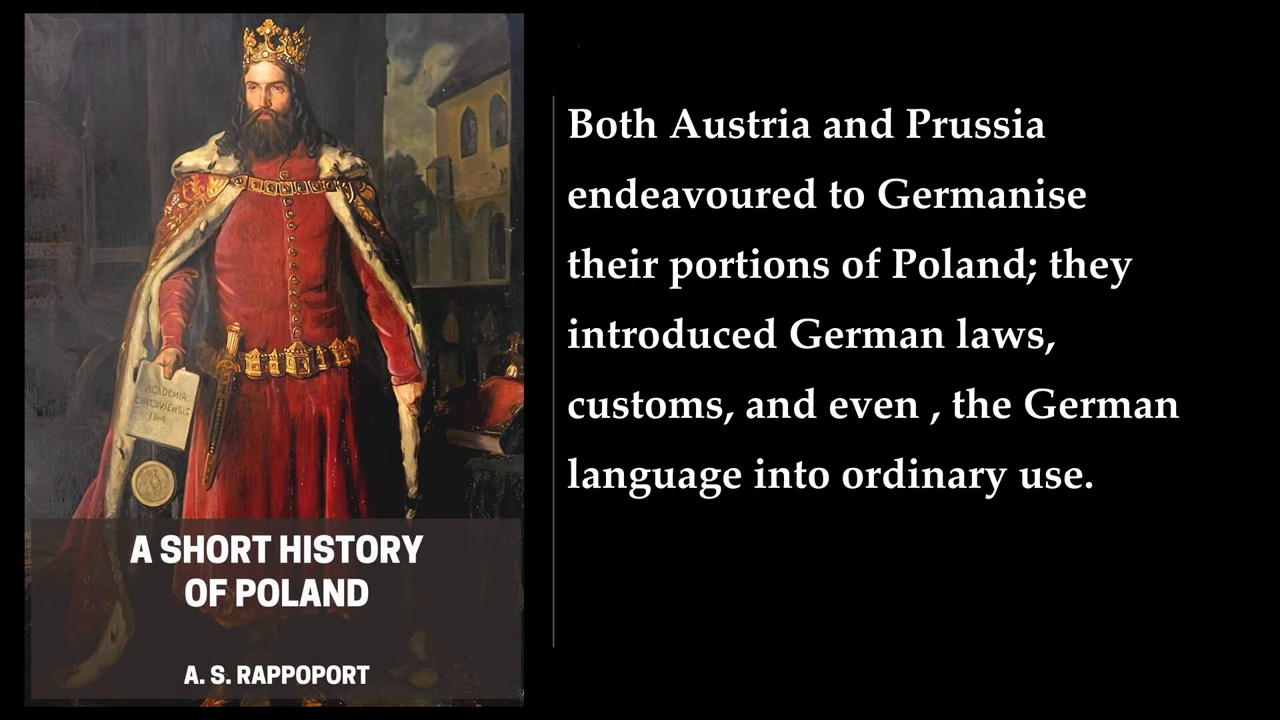 Both Austria and Prussia
endeavoured to Germanise
their portions of Poland; they
introduced German laws,
customs, and even , the German
language into ordinary use.
ACADEMIA
A SHORT HISTORY
OF POLAND
A. S. RAPPOPORT